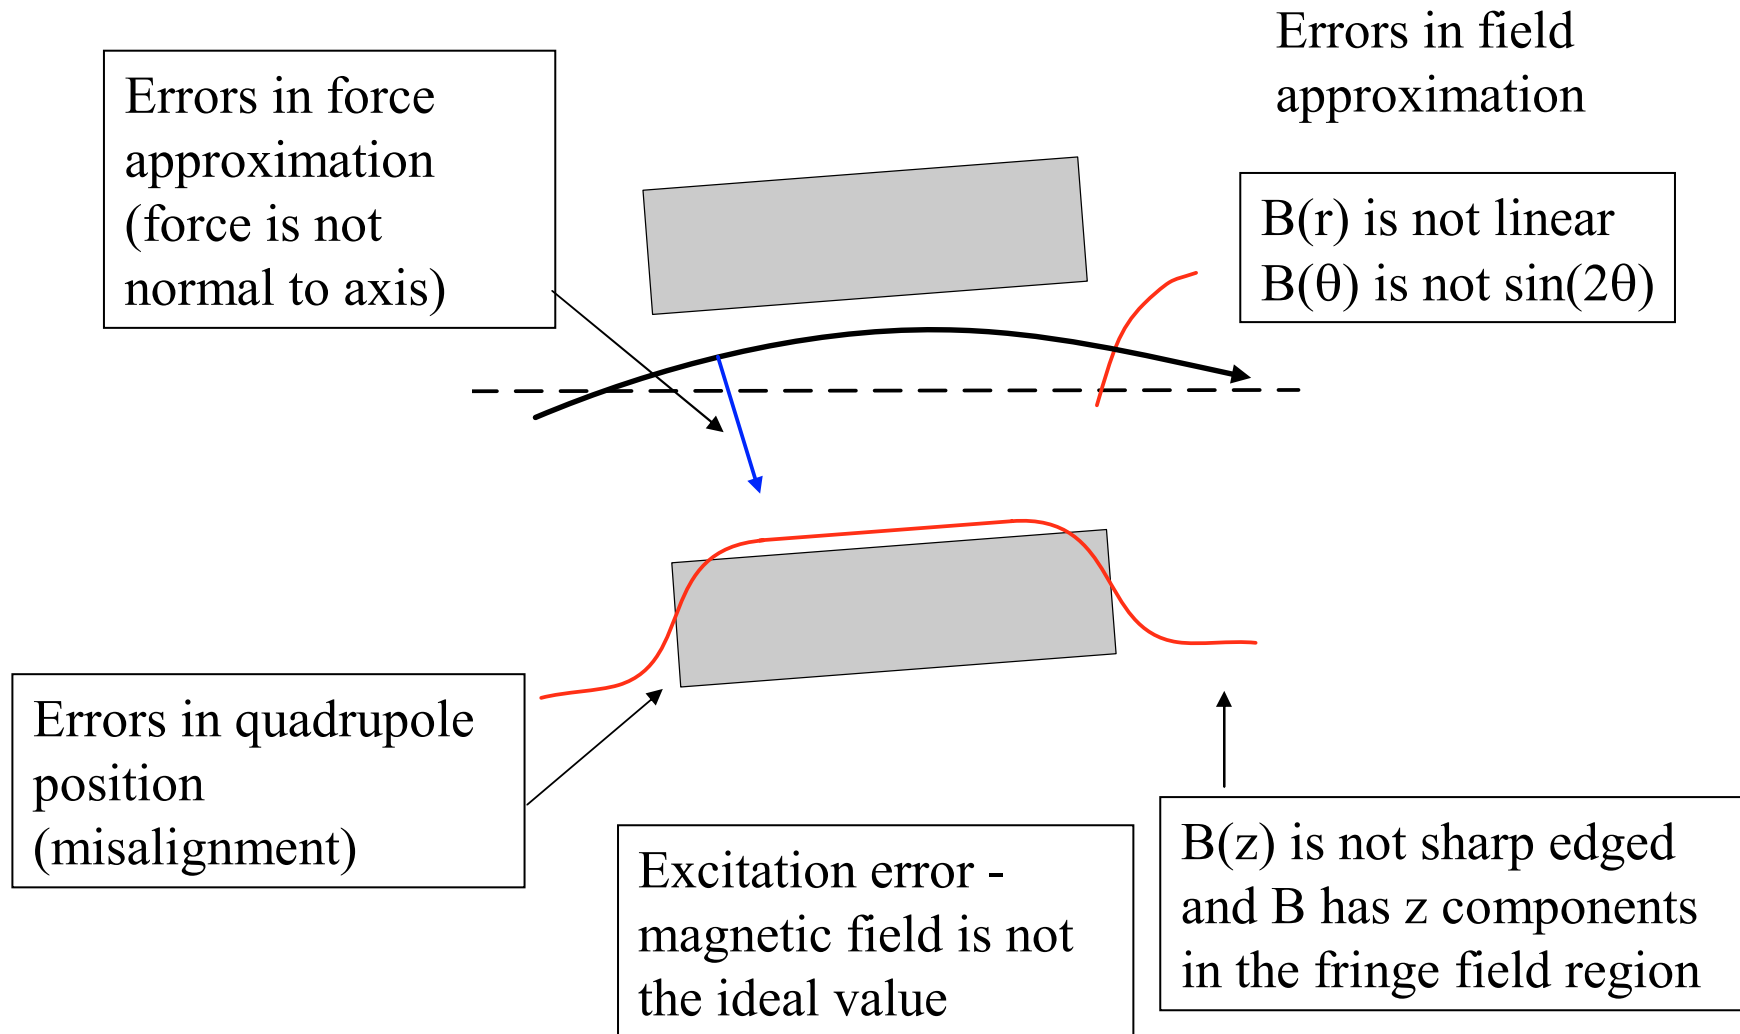 Errors in field
approximation
Errors in force
approximation
(force is not
normal to axis)
B(r) is not linear
B(θ) is not sin(2θ)
Errors in quadrupole
position
(misalignment)
Excitation error -
magnetic field is not
the ideal value
B(z) is not sharp edged
and B has z components
in the fringe field region